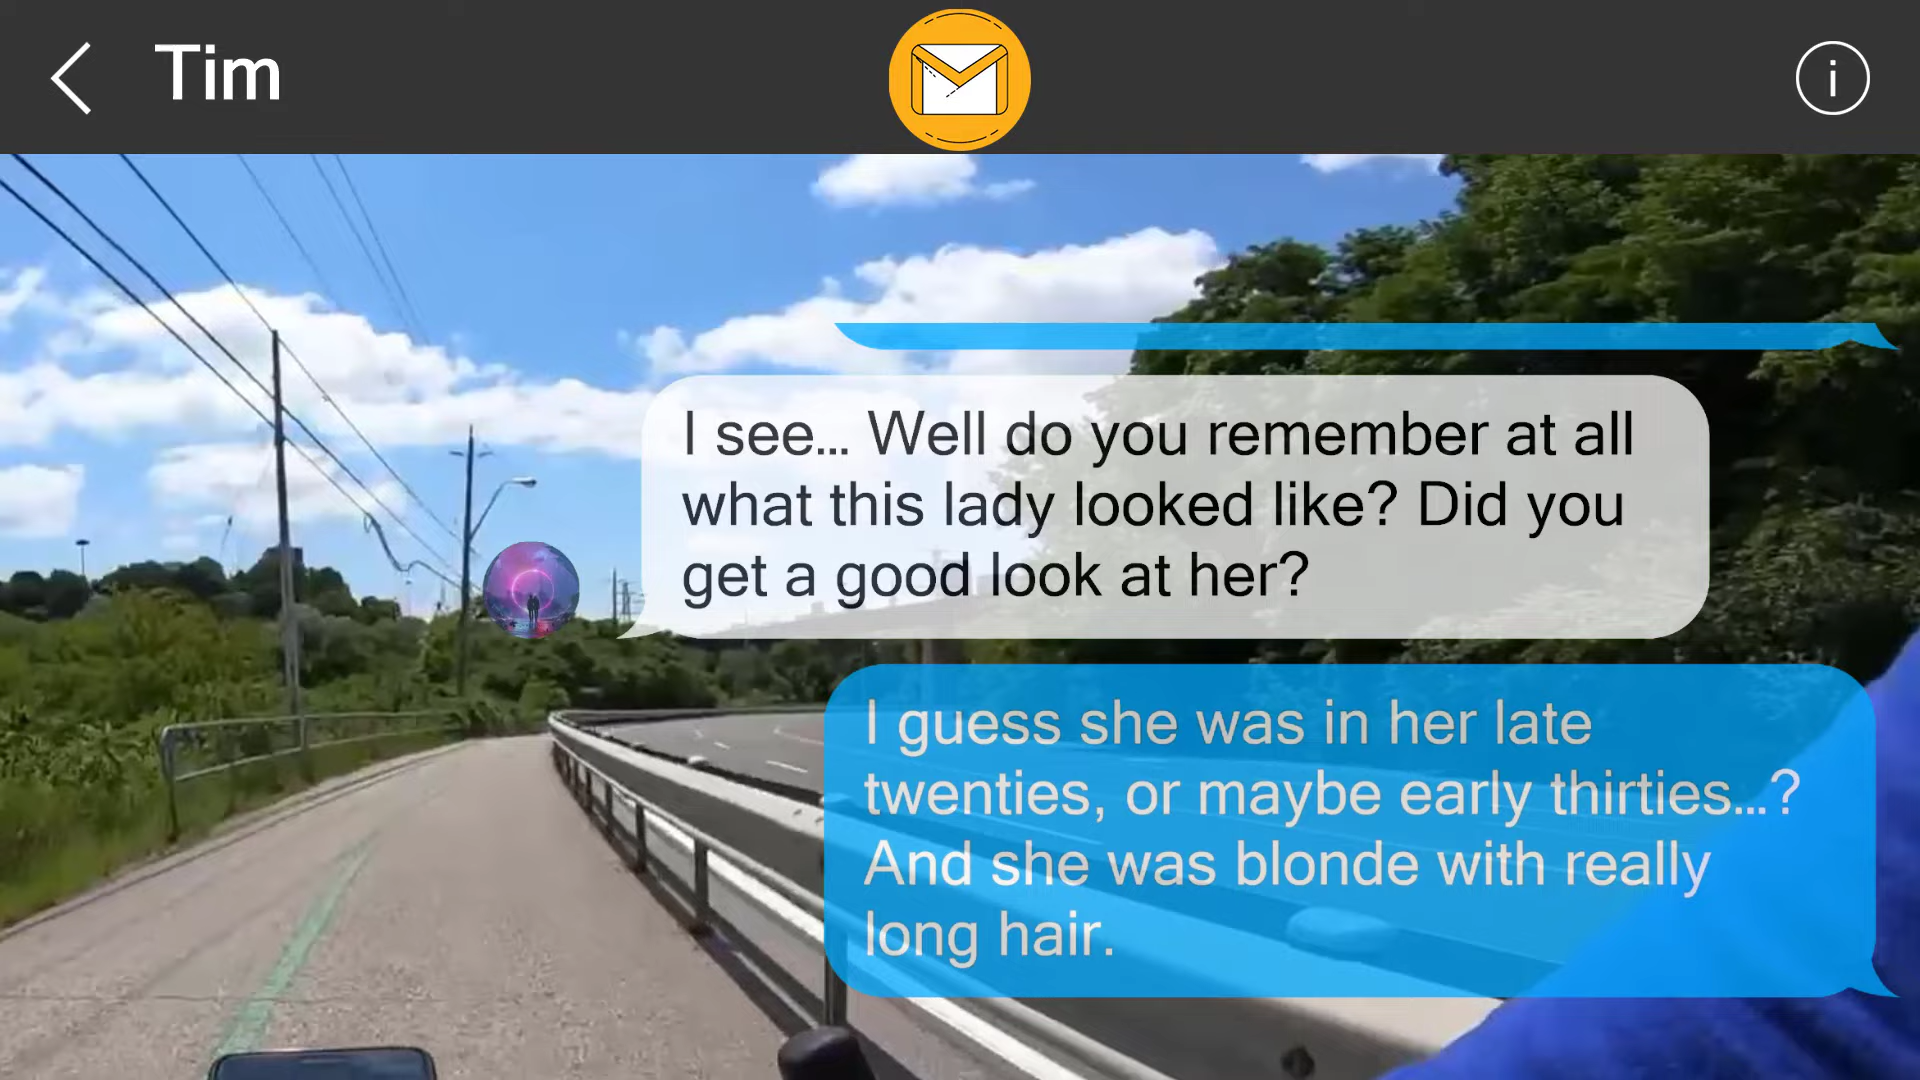 Tim
I see... Well do you remember at all
what this lady looked like? Did you
get a good look at her?
I guess she was in her late
twenties, or maybe early thirties...?
And she was blonde with really
long hair.